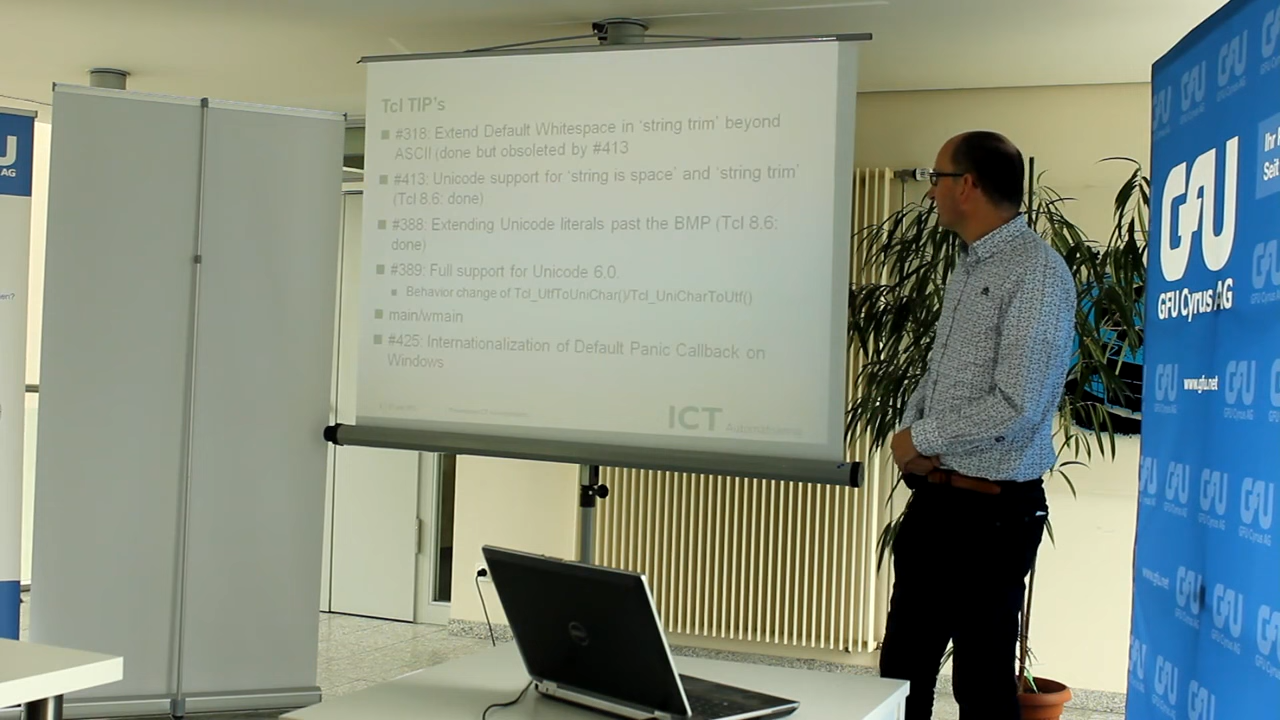 Tcl TIP's
#318: Extend Default Whitespace in 'string trim' beyond
ASCII (done but obsoleted by #413
#413: Unicode support for 'string is space' and 'string trim'
(Tcl 8.6: done)
#388: Extending Unicode literals past the BMP (Tcl 8.6:
done)
#389: Full support for Unicode 6.0.
Behavior change of Tcl_UtfToUniChar()/Tcl_UniCharToUtf()
main/wmain
#425: Internationalization of Default Panic Callback on
Windows
ICT
U
AG
GFU
GFU Cyrus AG
www.gfu.net
Ihr
Seit